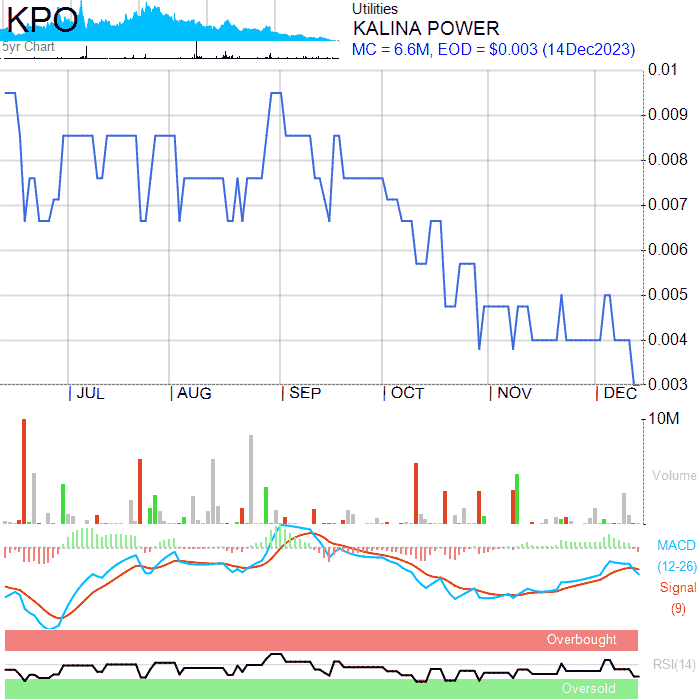 KPO
5yr Chart
Utilities
KALINA POWER
MC = 6.6M, EOD = $0.003 (14Dec2023)
0.01
0.009
0.008
0.007
0.006
0.005
0.004
0.003
JUL AUG SEP OCT NOV DEC
10M
Volume
MACD
(12-26)
Signal
(9)
Overbought
RSI(14)
Oversold